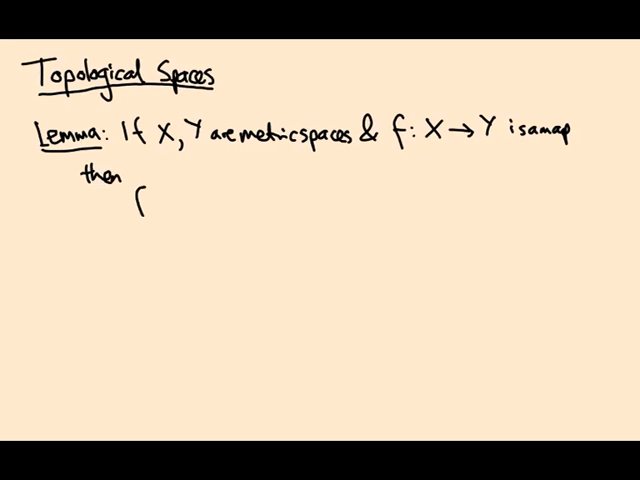 Topological Spaces
Lemma: If X, Y are metric spaces & f: X → Y is a map
then
(